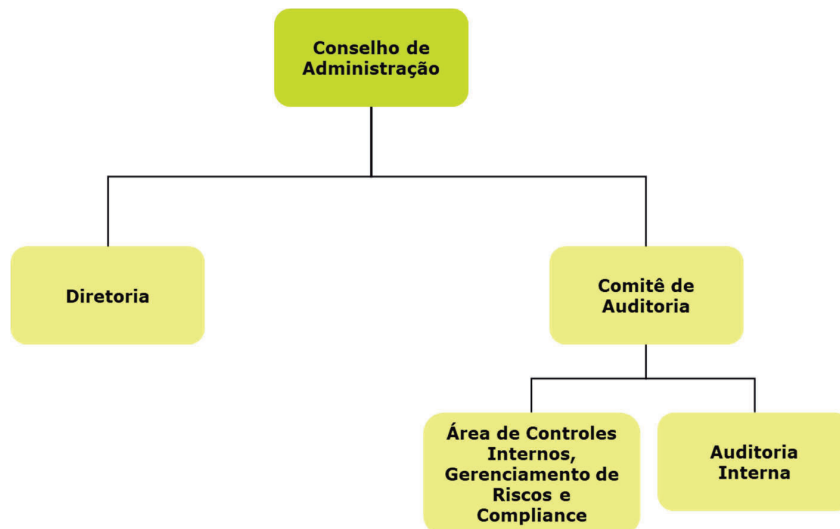 Conselho de
Administração
Diretoria
Comitê de
Auditoria
Área de Controles
Internos,
Gerenciamento de
Riscos e
Compliance
Auditoria
Interna